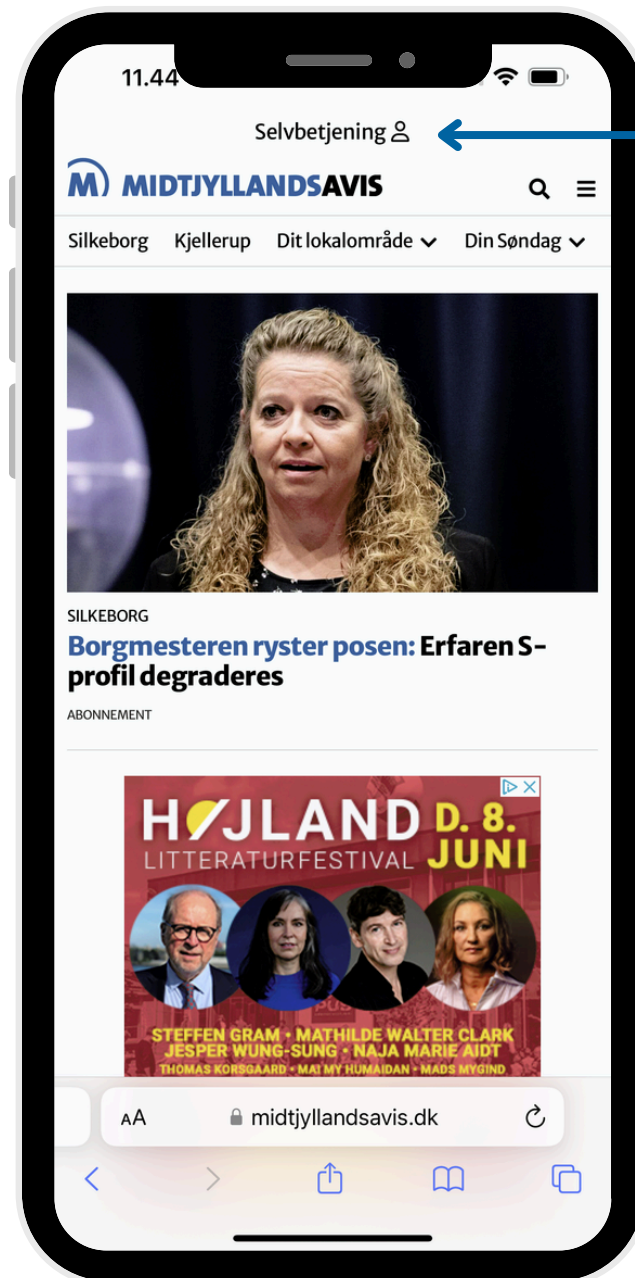 11.44
Selvbetjening
M MIDTJYLLANDSAVIS
Silkeborg Kjellerup Dit lokalområde Din Søndag
SILKEBORG
Borgmesteren ryster posen: Erfaren S-
profil degraderes
ABONNEMENT
HØJLAND D. 8.
LITTERATURFESTIVAL JUNI
STEFFEN GRAM • MATHILDE WALTER CLARK
JESPER WUNG-SUNG • NAJA MARIE AIDT
THOMAS KORSGAARD • MAI MY HUMAIDAN • MADS MYGIND
AA midtjyllandsavis.dk